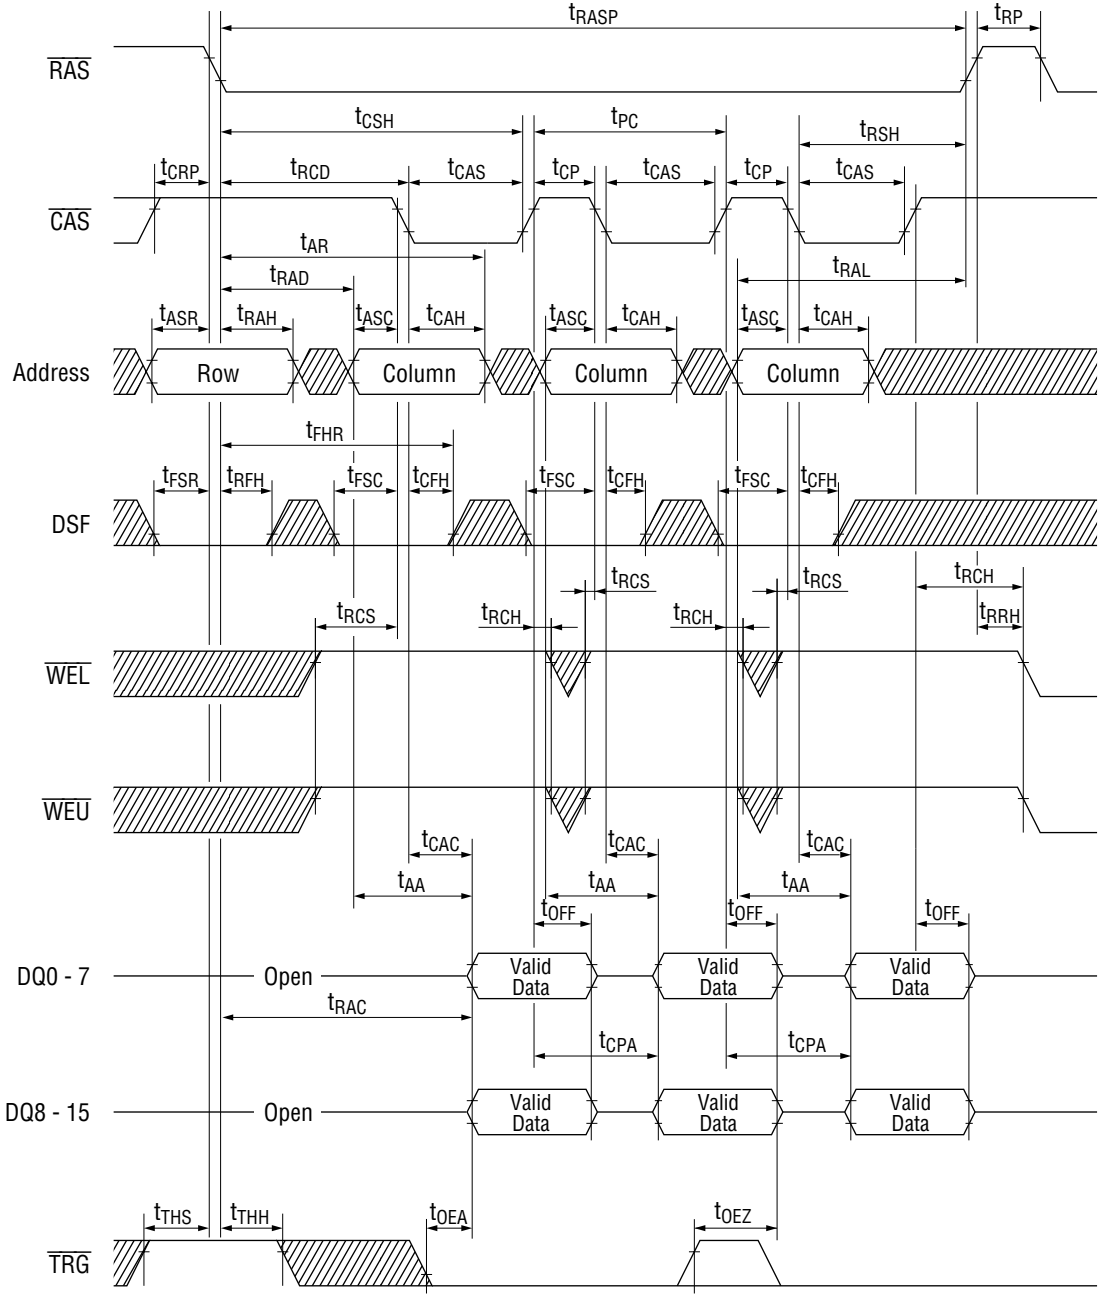 tRASP tRP
RAS
tCSH tPC tRSH
tCRP tRCD tCAS tCP tCAS tCP tCAS
CAS
tAR
tRAD tRAL
tASR tRAH tASC tCAH tASC tCAH tASC tCAH
Address Row Column Column Column
tFHR
tFSR tRFH tFSC tCFH tFSC tCFH tFSC tCFH
DSF
tRCS tRCS tRCH
tRCS tRCH tRCH tRRH
WEL
WEU
tCAC tCAC tCAC
tAA tAA tAA
tOFF tOFF tOFF
DQ0 - 7 Open Valid Data Valid Data Valid Data
tRAC
tCPA tCPA
DQ8 - 15 Open Valid Data Valid Data Valid Data
tTHS tTHH tOEA tOEZ
TRG